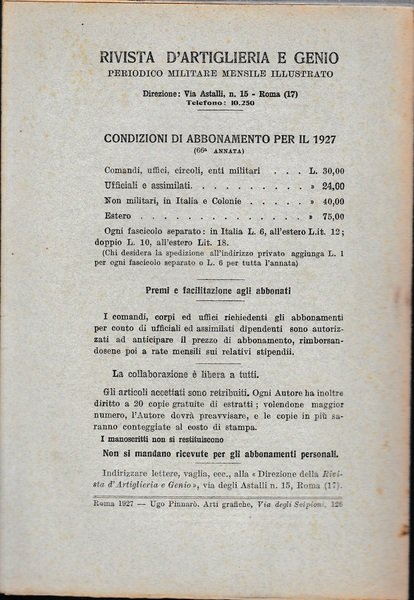 RIVISTA D'ARTIGLIERIA E GENIO
PERIODICO MILITARE MENSILE ILLUSTRATO
Direzione: Via Astalli, n. 15 - Roma (17)
Telefono: 10.250
CONDIZIONI DI ABBONAMENTO PER IL 1927
(66ª ANNATA)
Comandi, uffici, circoli, enti militari . . . L. 30,00
Ufficiali e assimilati. . . . . . . . . . » 24,00
Non militari, in Italia e Colonie . . . . . » 40,00
Estero . . . . . . . . . . . . . » 75,00
Ogni fascicolo separato: in Italia L. 6, all'estero Lit. 12;
doppio L. 10, all'estero Lit. 18.
(Chi desidera la spedizione all'indirizzo privato aggiunga L. 1
per ogni fascicolo separato o L. 6 per tutta l'annata)
Premi e facilitazione agli abbonati
I comandi, corpi ed uffici richiedenti gli abbonamenti
per conto di ufficiali ed assimilati dipendenti sono autoriz-
zati ad anticipare il prezzo di abbonamento, rimborsan-
dosene poi a rate mensili sui relativi stipendii.
La collaborazione è libera a tutti.
Gli articoli accettati sono retribuiti. Ogni Autore ha inoltre
diritto a 20 copie gratuite di estratti; volendone maggior
numero, l'Autore dovrà preavvisare, e le copie in più sa-
ranno conteggiate al costo di stampa.
I manoscritti non si restituiscono
Non si mandano ricevute per gli abbonamenti personali.
Indirizzare lettere, vaglia, ecc., alla « Direzione della Rivi-
sta d'Artiglieria e Genio », via degli Astalli n. 15, Roma (17).
Roma 1927 — Ugo Pinnarò. Arti grafiche, Via degli Scipioni, 126